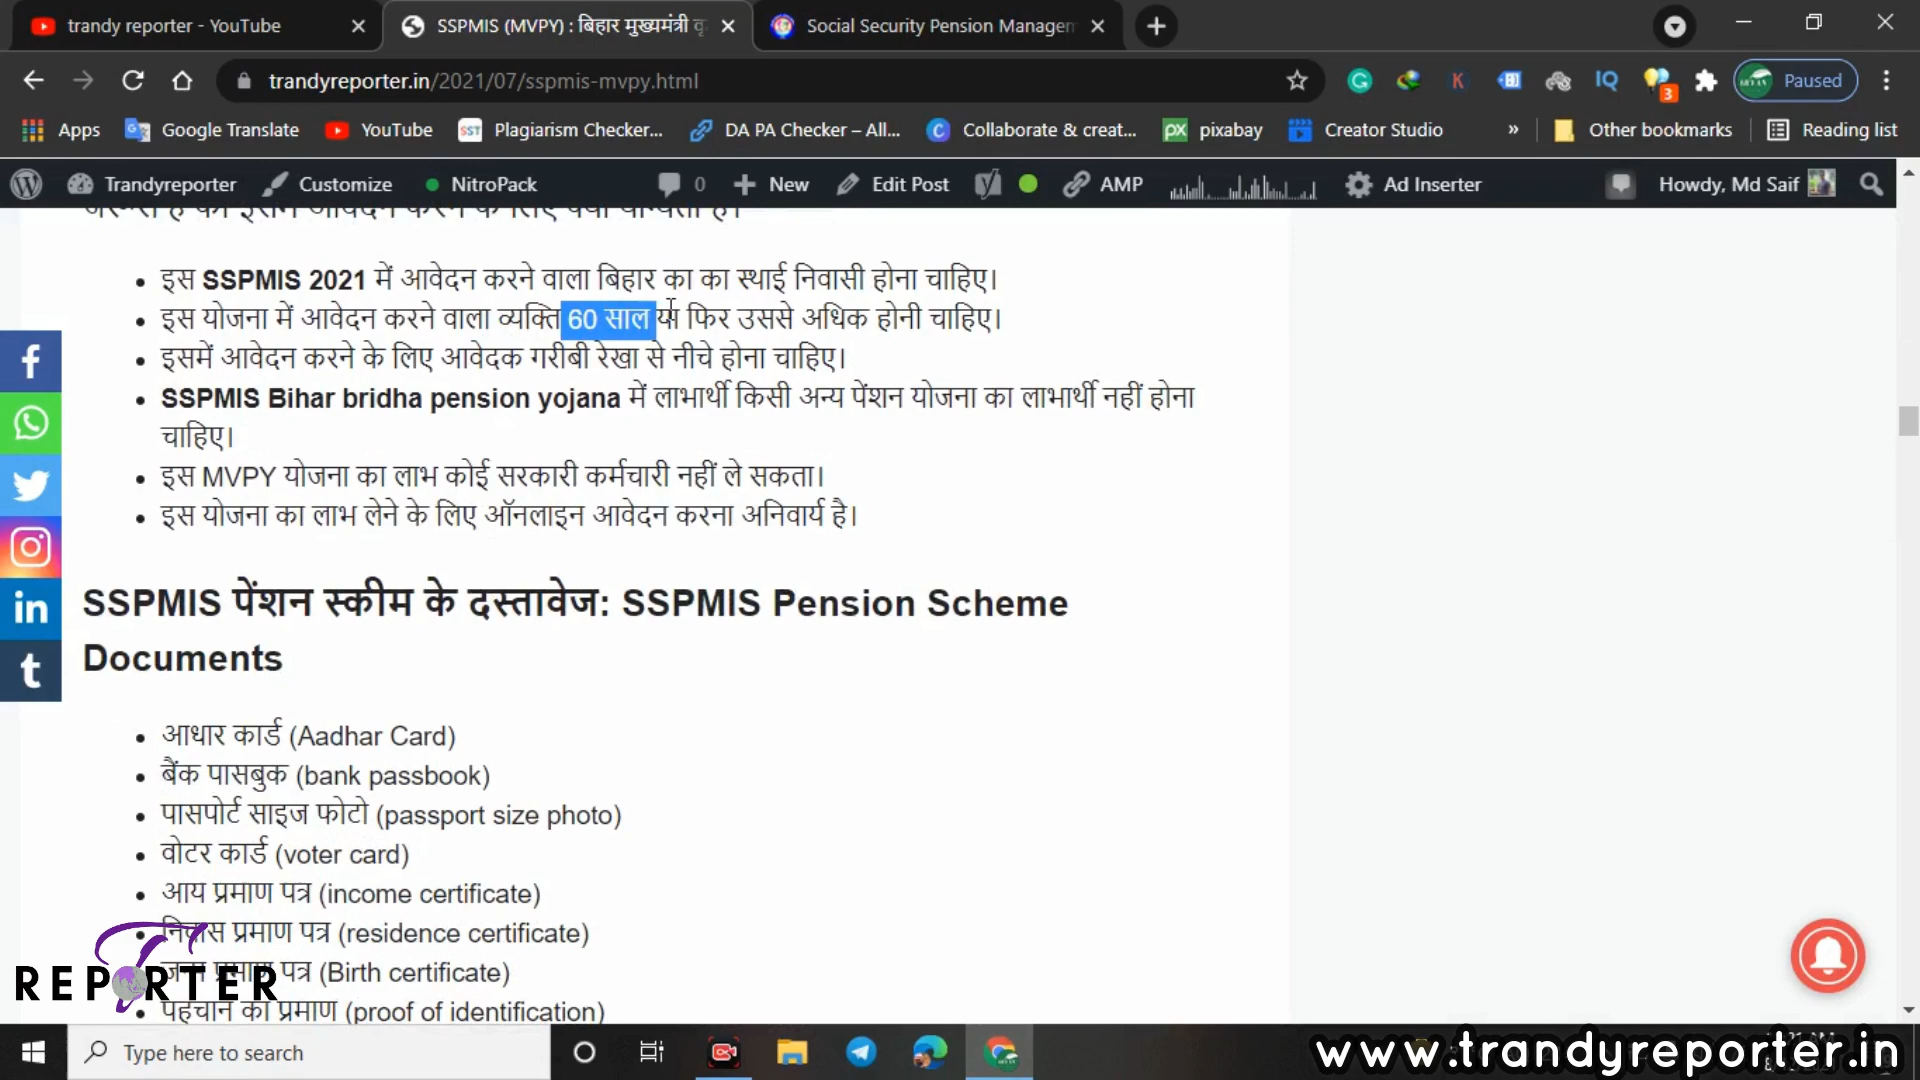 trandy reporter - YouTube
SSPMIS (MVPY) : बिहार मुख्यमंत्री वृ
Social Security Pension Managem
trandyreporter.in/2021/07/sspmis-mvpy.html
K
IQ
3
Paused
Apps
Google Translate
YouTube
SST Plagiarism Checker...
DA PA Checker – All...
C Collaborate & creat...
px pixabay
Creator Studio
»
Other bookmarks
Reading list
Trandyreporter
Customize
NitroPack
0
New
Edit Post
AMP
Ad Inserter
Howdy, Md Saif
इस SSPMIS 2021 में आवेदन करने वाला बिहार का का स्थाई निवासी होना चाहिए।
इस योजना में आवेदन करने वाला व्यक्ति 60 साल या फिर उससे अधिक होनी चाहिए।
इसमें आवेदन करने के लिए आवेदक गरीबी रेखा से नीचे होना चाहिए।
SSPMIS Bihar bridha pension yojana में लाभार्थी किसी अन्य पेंशन योजना का लाभार्थी नहीं होना
चाहिए।
इस MVPY योजना का लाभ कोई सरकारी कर्मचारी नहीं ले सकता।
इस योजना का लाभ लेने के लिए ऑनलाइन आवेदन करना अनिवार्य है।
SSPMIS पेंशन स्कीम के दस्तावेज: SSPMIS Pension Scheme
Documents
आधार कार्ड (Aadhar Card)
बैंक पासबुक (bank passbook)
पासपोर्ट साइज फोटो (passport size photo)
वोटर कार्ड (voter card)
आय प्रमाण पत्र (income certificate)
निवास प्रमाण पत्र (residence certificate)
जन्म प्रमाण पत्र (Birth certificate)
पहचान का प्रमाण (proof of identification)
REPORTER
Type here to search
www.trandyreporter.in